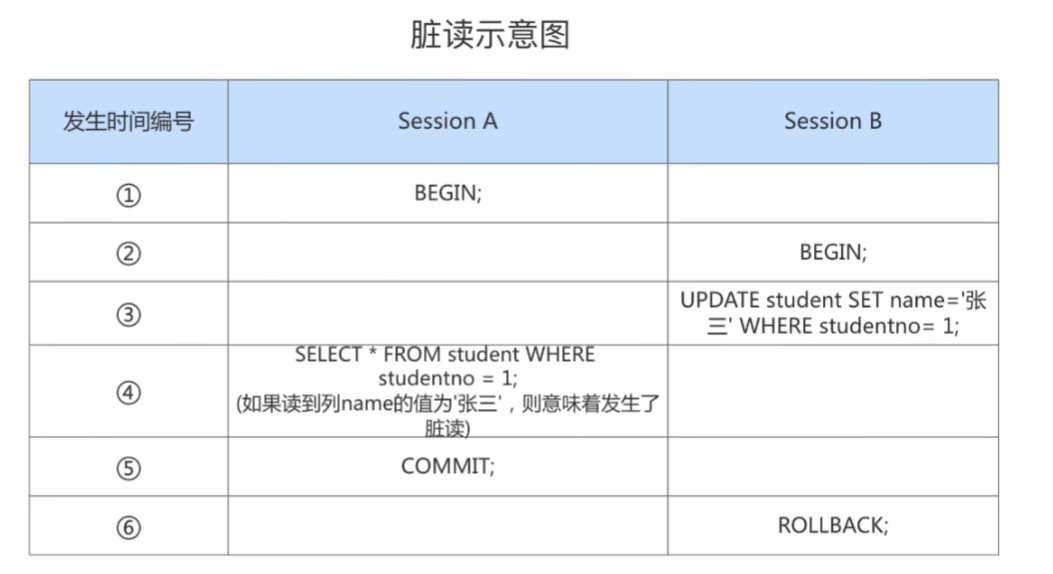 脏读示意图
发生时间编号 Session A Session B
① BEGIN;
② BEGIN;
③ UPDATE student SET name='张
三' WHERE studentno= 1;
④ SELECT * FROM student WHERE
studentno = 1;
(如果读到列name的值为'张三'，则意味着发生了
脏读)
⑤ COMMIT;
⑥ ROLLBACK;